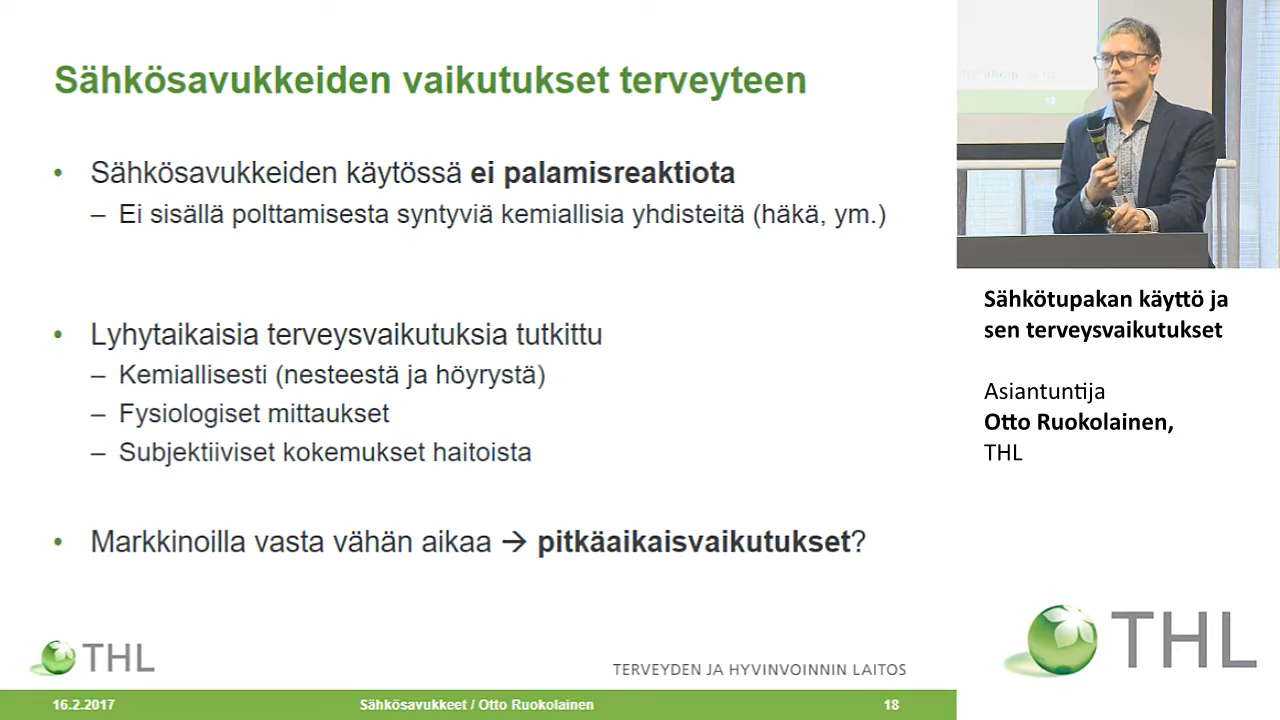 Sähkösavukkeiden vaikutukset terveyteen
• Sähkösavukkeiden käytössä ei palamisreaktiota
– Ei sisällä polttamisesta syntyviä kemiallisia yhdisteitä (häkä, ym.)
• Lyhytaikaisia terveysvaikutuksia tutkittu
– Kemiallisesti (nesteestä ja höyrystä)
– Fysiologiset mittaukset
– Subjektiiviset kokemukset haitoista
• Markkinoilla vasta vähän aikaa → pitkäaikaisvaikutukset?
THL
TERVEYDEN JA HYVINVOINNIN LAITOS
16.2.2017 Sähkösavukkeet / Otto Ruokolainen 18
Sähkötupakan käyttö ja
sen terveysvaikutukset
Asiantuntija
Otto Ruokolainen,
THL
THL